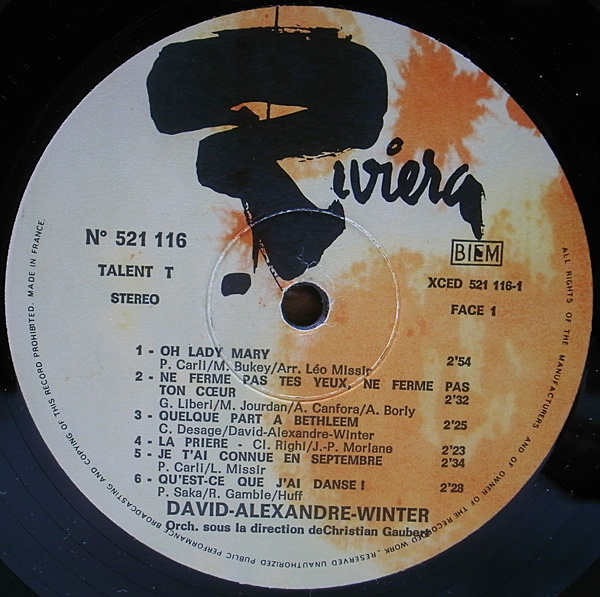 Riviera
N° 521 116
BIEM
TALENT T
XCED 521 116-1
STEREO
FACE 1
1 - OH LADY MARY
P. Carli/M. Bukey/Arr. Léo Missir 2'54
2 - NE FERME PAS TES YEUX, NE FERME PAS
TON CŒUR 2'32
G. Liberi/M. Jourdan/A. Canfora/A. Borly
3 - QUELQUE PART A BETHLEEM 2'25
C. Desage/David-Alexandre-Winter
4 - LA PRIERE - Cl. Righi/J.-P. Morlane 2'23
5 - JE T'AI CONNUE EN SEPTEMBRE 2'34
P. Carli/L. Missir
6 - QU'EST-CE QUE J'AI DANSE ! 2'28
P. Saka/R. Gamble/Huff
DAVID-ALEXANDRE-WINTER
Orch. sous la direction deChristian Gaubert
ALL RIGHTS OF THE MANUFACTURERS AND OF OWNER OF THE RECORDED WORK - RESERVED UNAUTHORIZED PUBLIC PERFORMANCE BROADCASTING AND COPYING OF THIS RECORD PROHIBITED. MADE IN FRANCE.